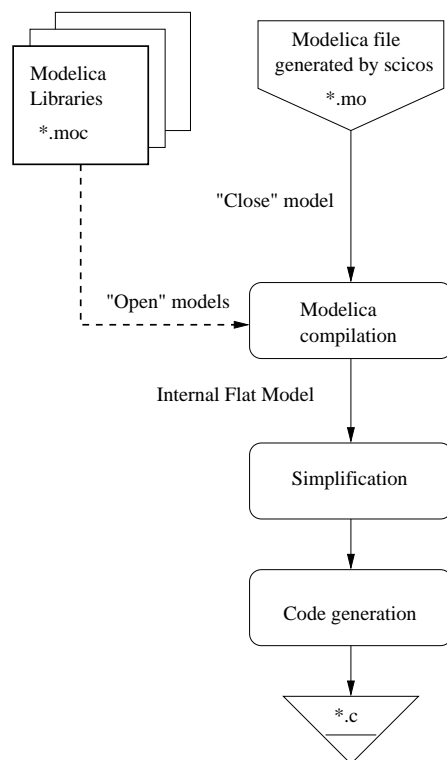 Modelica
Libraries
*.moc
Modelica file
generated by scicos
*.mo
"Close" model
"Open" models
Modelica
compilation
Internal Flat Model
Simplification
Code generation
*.c